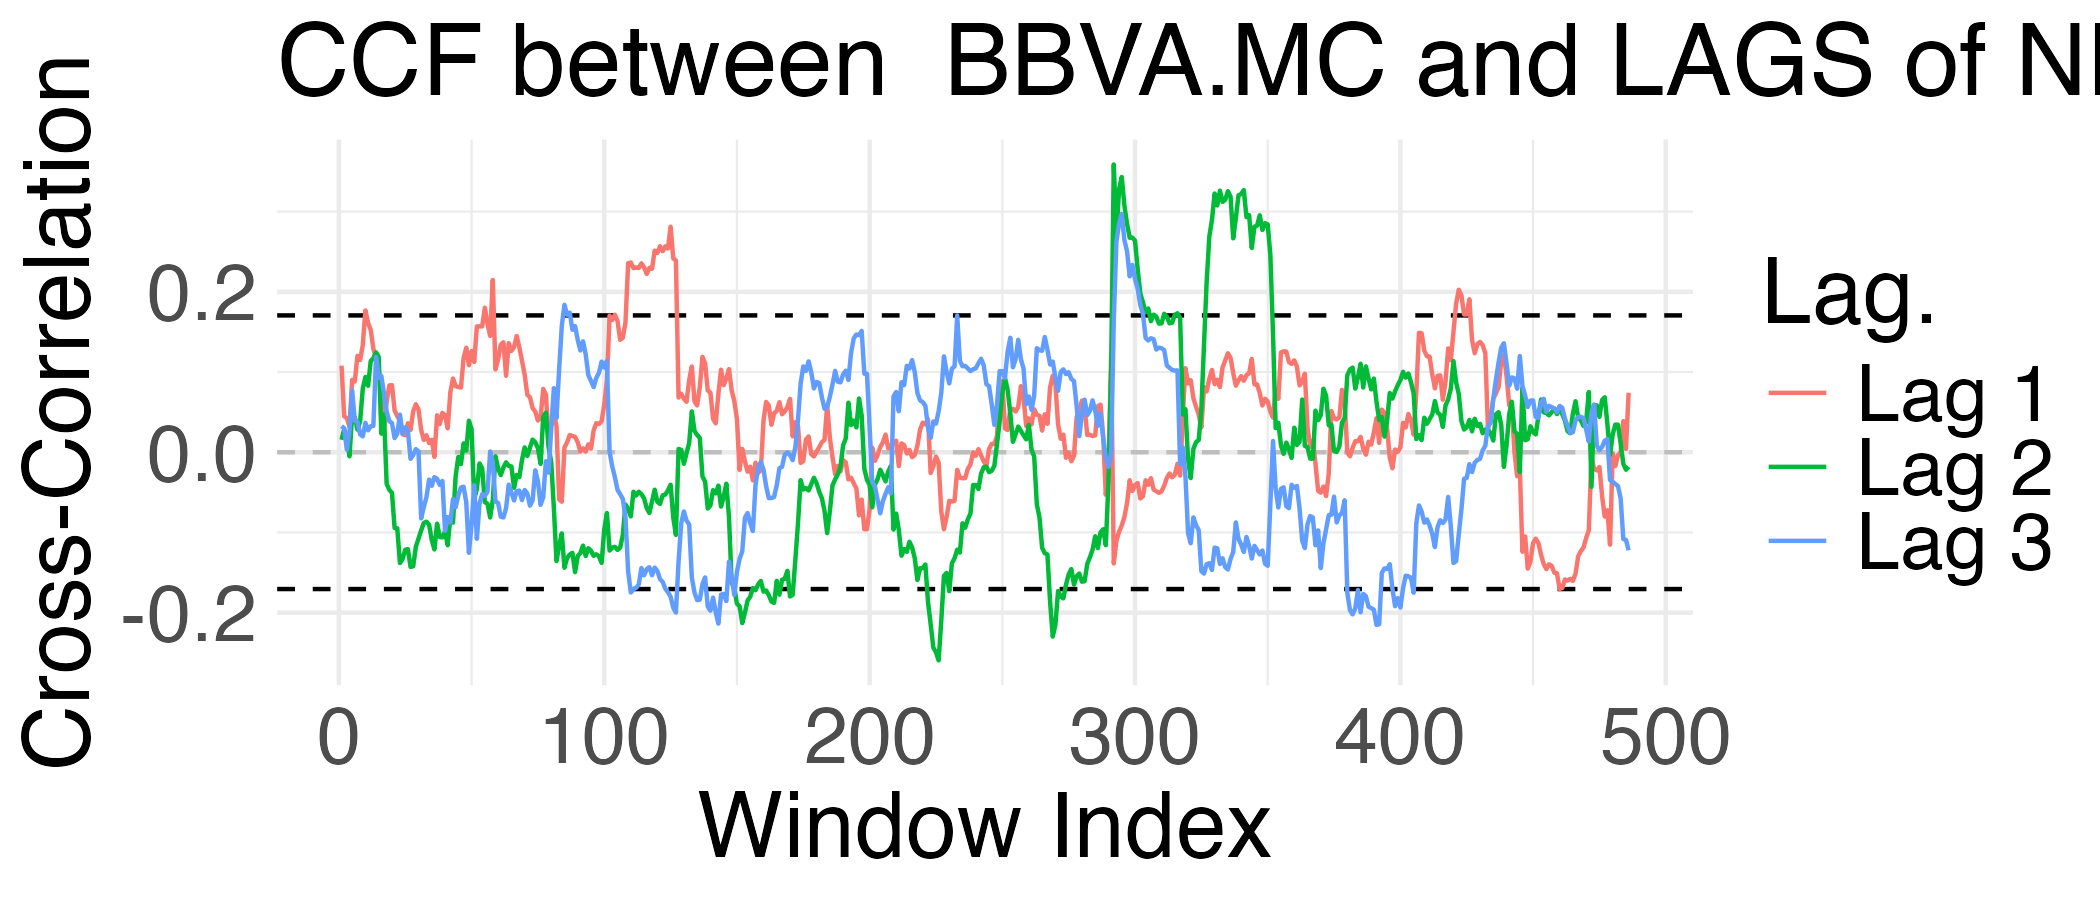 CCF between BBVA.MC and LAGS of
Cross-Correlation
0.2
0.0
-0.2
0
100
200
300
400
500
Window Index
Lag.
Lag 1
Lag 2
Lag 3